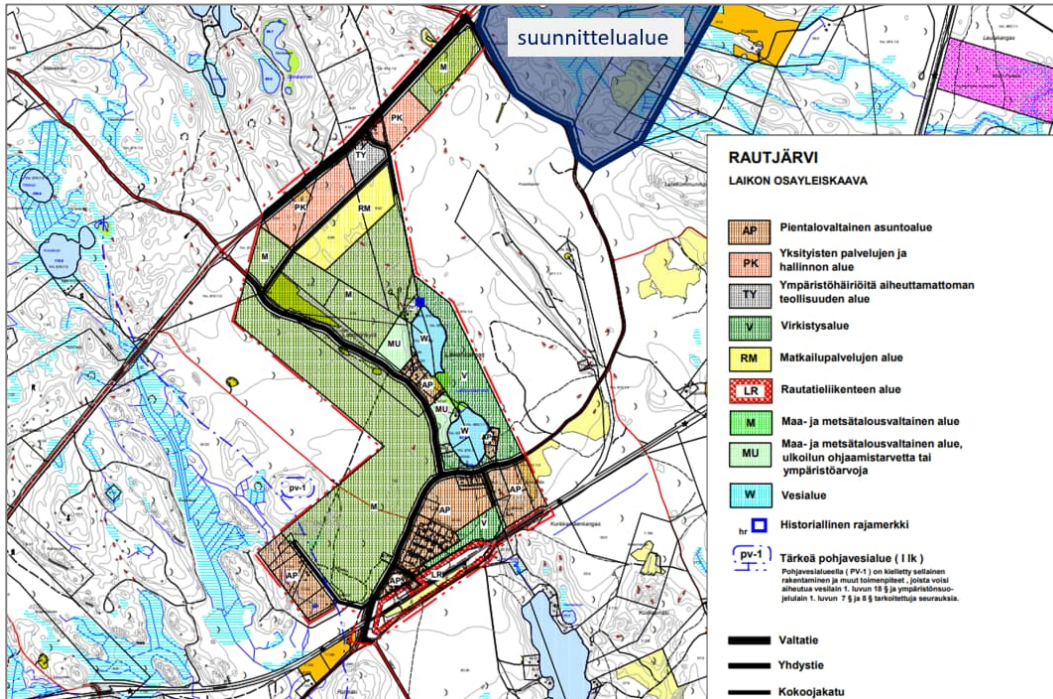 suunnittelualue
M
PK
TY
PK
RM
M
M
MU
W
V
AP
MU
W
AP
pv-1
M
AP
AP
V
AP
AP
LR
RAUTJÄRVI
LAIKON OSAYLEISKAAVA
AP Pientalovaltainen asuntoalue
PK Yksityisten palvelujen ja
hallinnon alue
TY Ympäristöhäiriöitä aiheuttamattoman
teollisuuden alue
V Virkistysalue
RM Matkailupalvelujen alue
LR Rautatieliikenteen alue
M Maa- ja metsätalousvaltainen alue
MU Maa- ja metsätalousvaltainen alue,
ulkoilun ohjaamistarvetta tai
ympäristöarvoja
W Vesialue
hr Historiallinen rajamerkki
pv-1 Tärkeä pohjavesialue ( I lk )
Pohjavesialueella ( PV-1 ) on kielletty sellainen
rakentaminen ja muut toimenpiteet , joista voisi
aiheutua vesilain 1. luvun 18 § ja ympäristönsuo-
jelulain 1. luvun 7 § ja 8 § tarkoitettuja seurauksia.
Valtatie
Yhdystie
Kokoojakatu